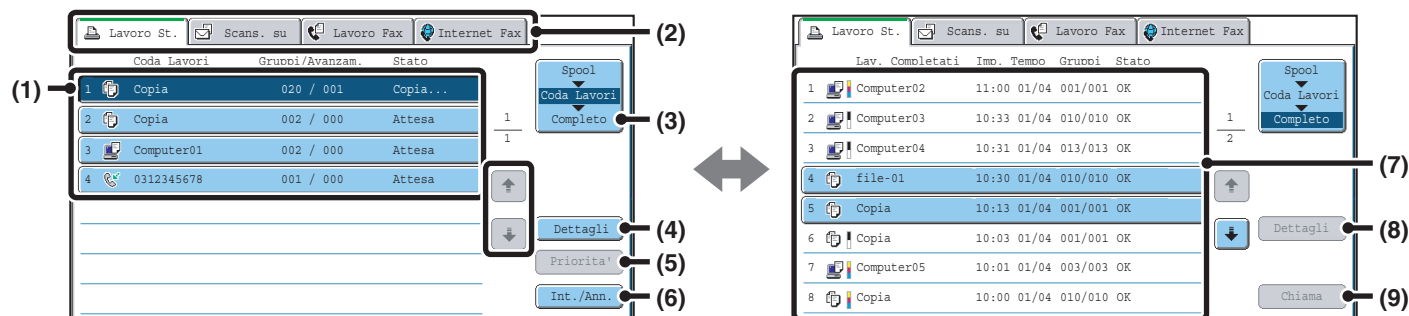 Lavoro St. Scans. su Lavoro Fax Internet Fax (2)
Coda Lavori Gruppi/Avanzam. Stato
(1) 1 Copia 020 / 001 Copia...
2 Copia 002 / 000 Attesa
3 Computer01 002 / 000 Attesa
4 0312345678 001 / 000 Attesa
1
1
Spool
Coda Lavori
Completo (3)
Dettagli (4)
Priorita' (5)
Int./Ann. (6)
Lavoro St. Scans. su Lavoro Fax Internet Fax
Lav. Completati Imp. Tempo Gruppi Stato
1 Computer02 11:00 01/04 001/001 OK
2 Computer03 10:33 01/04 010/010 OK
3 Computer04 10:31 01/04 013/013 OK
4 file-01 10:30 01/04 010/010 OK
5 Copia 10:13 01/04 001/001 OK
6 Copia 10:03 01/04 001/001 OK
7 Computer05 10:01 01/04 003/003 OK
8 Copia 10:00 01/04 010/010 OK
1
2
Spool
Coda Lavori
Completo
(7)
Dettagli (8)
Chiama (9)